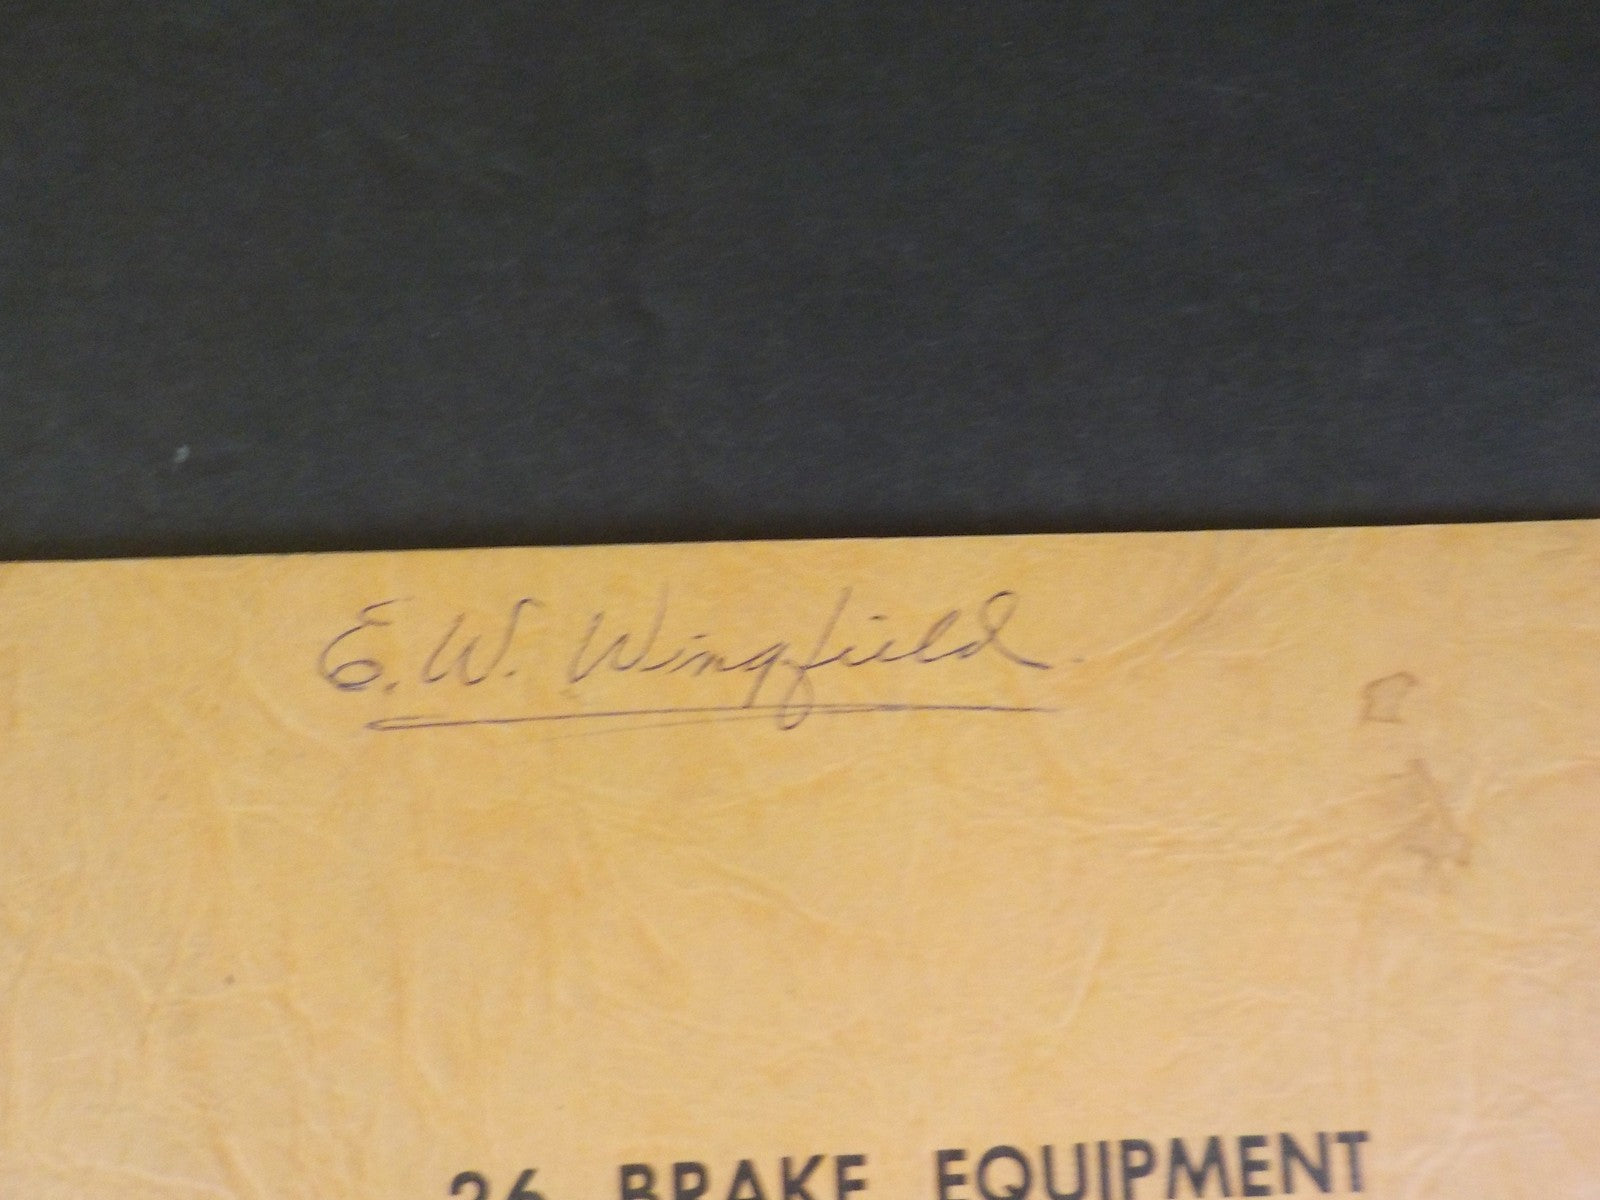 E. W. Wingfield.
26 BRAKE EQUIPMENT